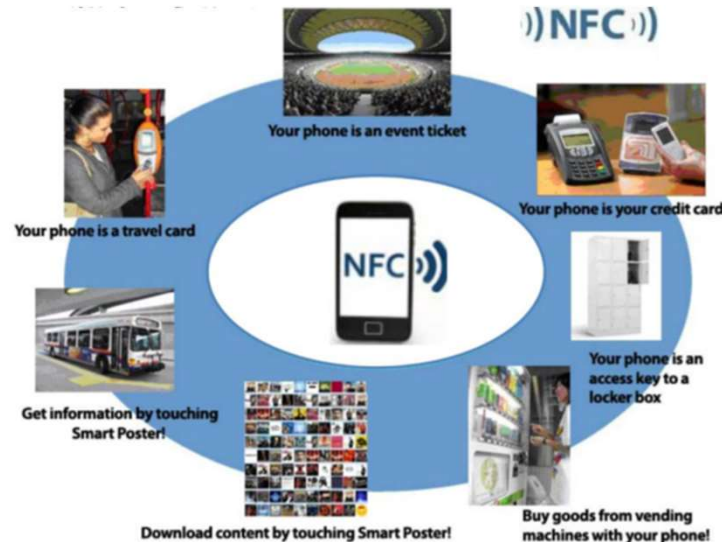 NFC
Your phone is an event ticket
Your phone is your credit card
Your phone is a travel card
NFC
Your phone is an
access key to a
locker box
Get information by touching
Smart Poster!
Download content by touching Smart Poster!
Buy goods from vending
machines with your phone!